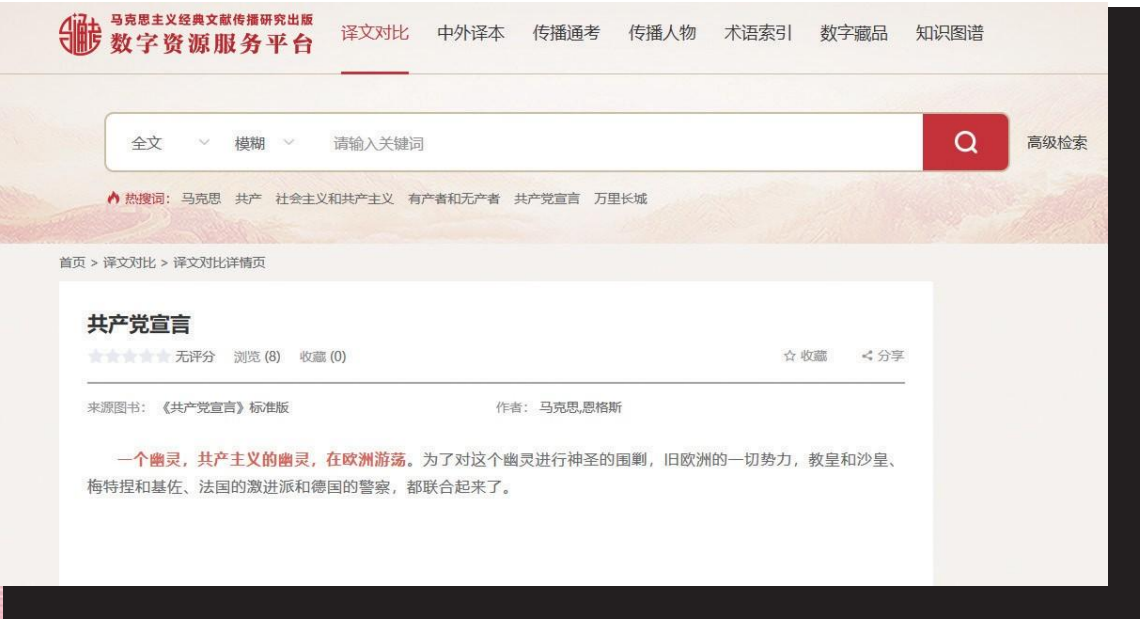 马克思主义经典文献传播研究出版
数字资源服务平台
译文对比 中外译本 传播通考 传播人物 术语索引 数字藏品 知识图谱
全文 模糊 请输入关键词 高级检索
热搜词: 马克思 共产 社会主义和共产主义 有产者和无产者 共产党宣言 万里长城
首页 > 译文对比 > 译文对比详情页
共产党宣言
无评分 浏览 (8) 收藏 (0) 收藏 分享
来源图书: 《共产党宣言》标准版 作者: 马克思,恩格斯
一个幽灵，共产主义的幽灵，在欧洲游荡。为了对这个幽灵进行神圣的围剿，旧欧洲的一切势力，教皇和沙皇、
梅特捏和基佐、法国的激进派和德国的警察，都联合起来了。